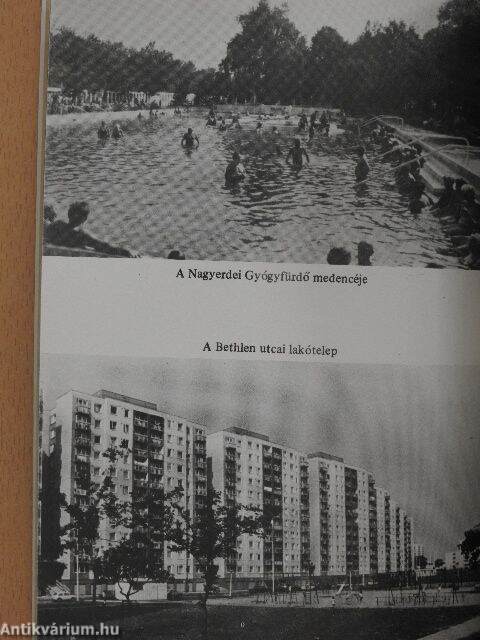 A Nagyerdei Gyógyfürdő medencéje
A Bethlen utcai lakótelep
Antikvárium.hu